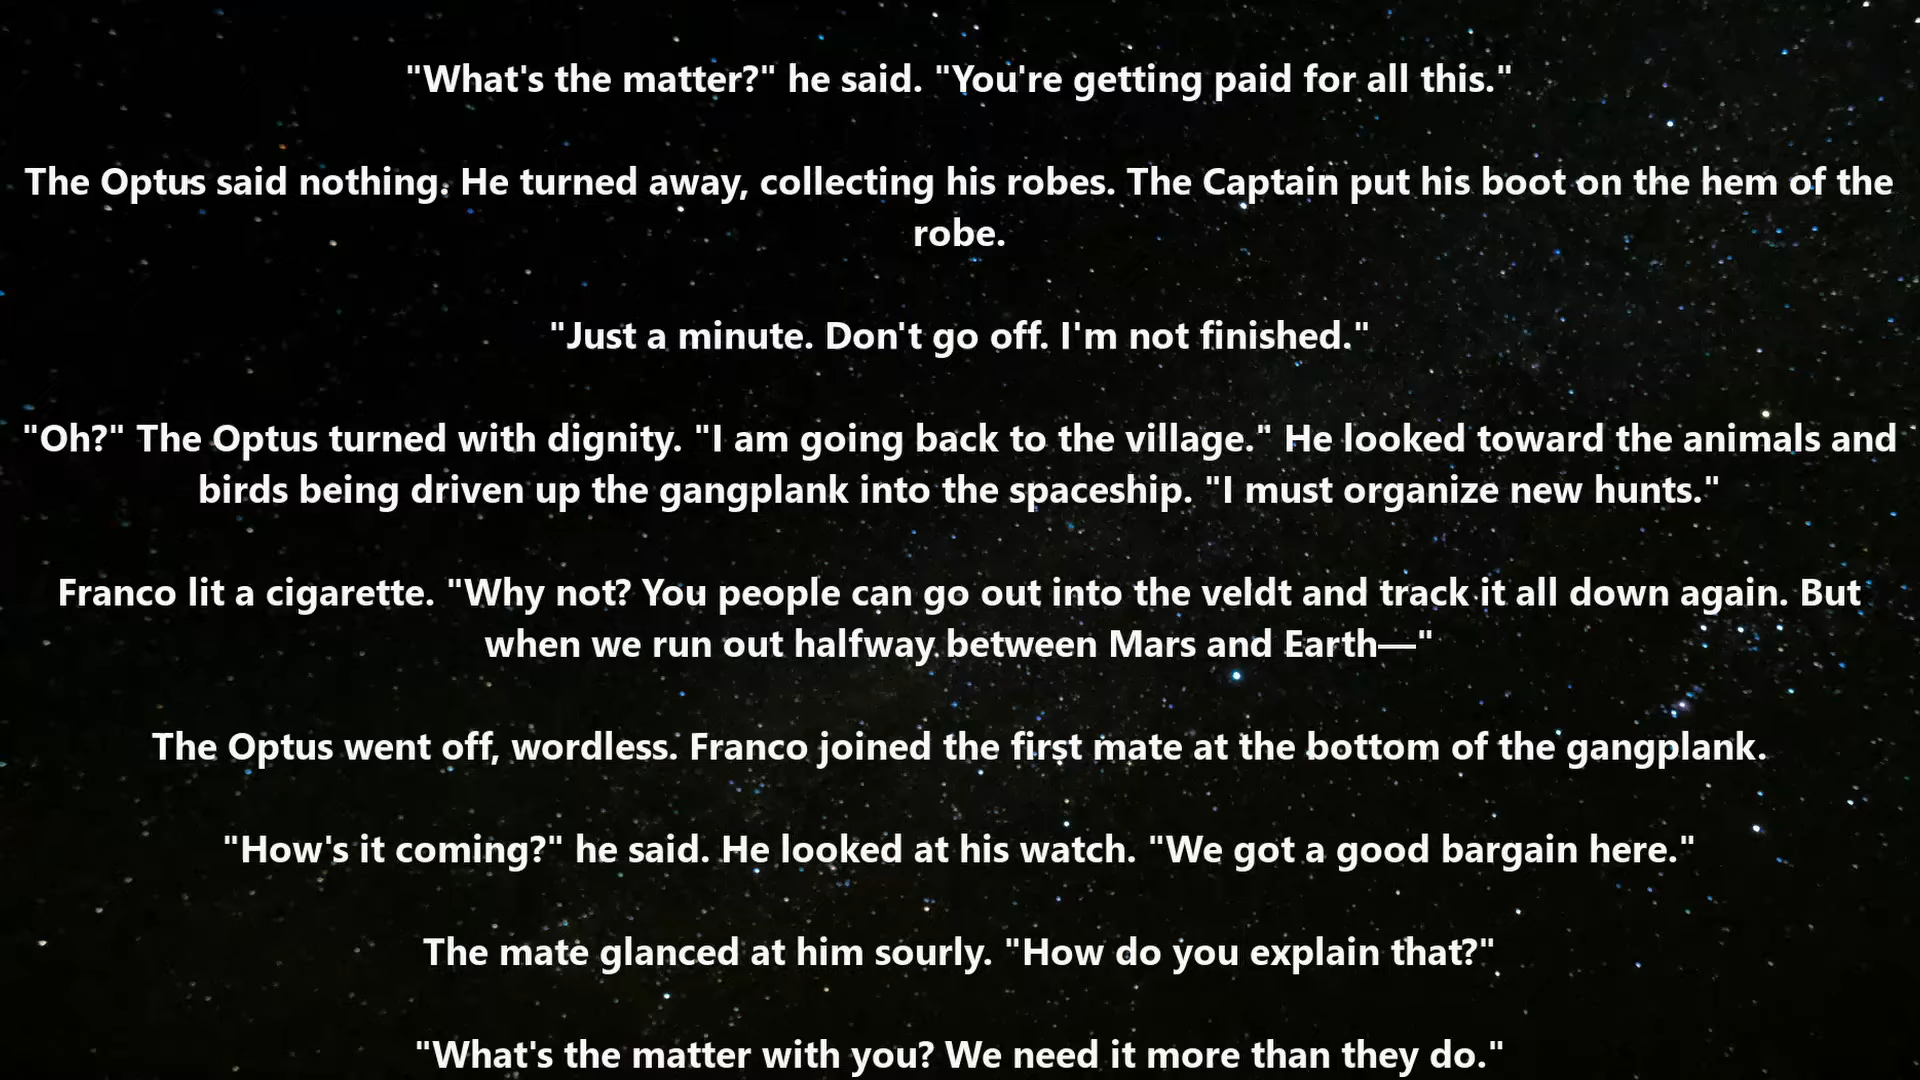 "What's the matter?" he said. "You're getting paid for all this."
The Optus said nothing. He turned away, collecting his robes. The Captain put his boot on the hem of the
robe.
"Just a minute. Don't go off. I'm not finished."
"Oh?" The Optus turned with dignity. "I am going back to the village." He looked toward the animals and
birds being driven up the gangplank into the spaceship. "I must organize new hunts."
Franco lit a cigarette. "Why not? You people can go out into the veldt and track it all down again. But
when we run out halfway between Mars and Earth—"
The Optus went off, wordless. Franco joined the first mate at the bottom of the gangplank.
"How's it coming?" he said. He looked at his watch. "We got a good bargain here."
The mate glanced at him sourly. "How do you explain that?"
"What's the matter with you? We need it more than they do."